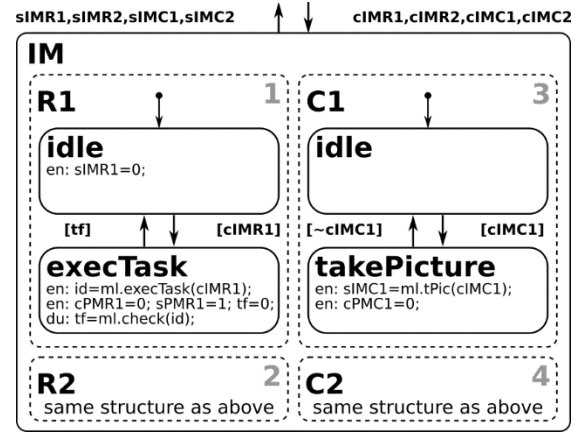 sIMR1,sIMR2,sIMC1,sIMC2
cIMR1,cIMR2,cIMC1,cIMC2
IM
R1
1
idle
en: sIMR1=0;
[tf]
[cIMR1]
execTask
en: id=ml.execTask(cIMR1);
en: cPMR1=0; sPMR1=1; tf=0;
du: tf=ml.check(id);
C1
3
idle
[~cIMC1]
[cIMC1]
takePicture
en: sIMC1=ml.tPic(cIMC1);
en: cPMC1=0;
R2
2
same structure as above
C2
4
same structure as above